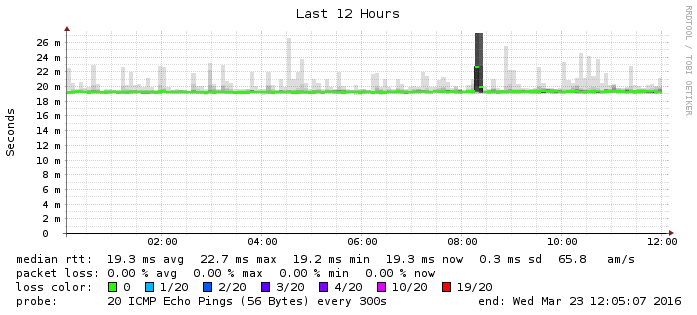 Last 12 Hours
RRDTOOL / TOBI OETIKER
Seconds
26 m
24 m
22 m
20 m
18 m
16 m
14 m
12 m
10 m
8 m
6 m
4 m
2 m
0
02:00 04:00 06:00 08:00 10:00 12:00
median rtt: 19.3 ms avg 22.7 ms max 19.2 ms min 19.3 ms now 0.3 ms sd 65.8 am/s
packet loss: 0.00 % avg 0.00 % max 0.00 % min 0.00 % now
loss color: 0 1/20 2/20 3/20 4/20 10/20 19/20
probe: 20 ICMP Echo Pings (56 Bytes) every 300s end: Wed Mar 23 12:05:07 2016